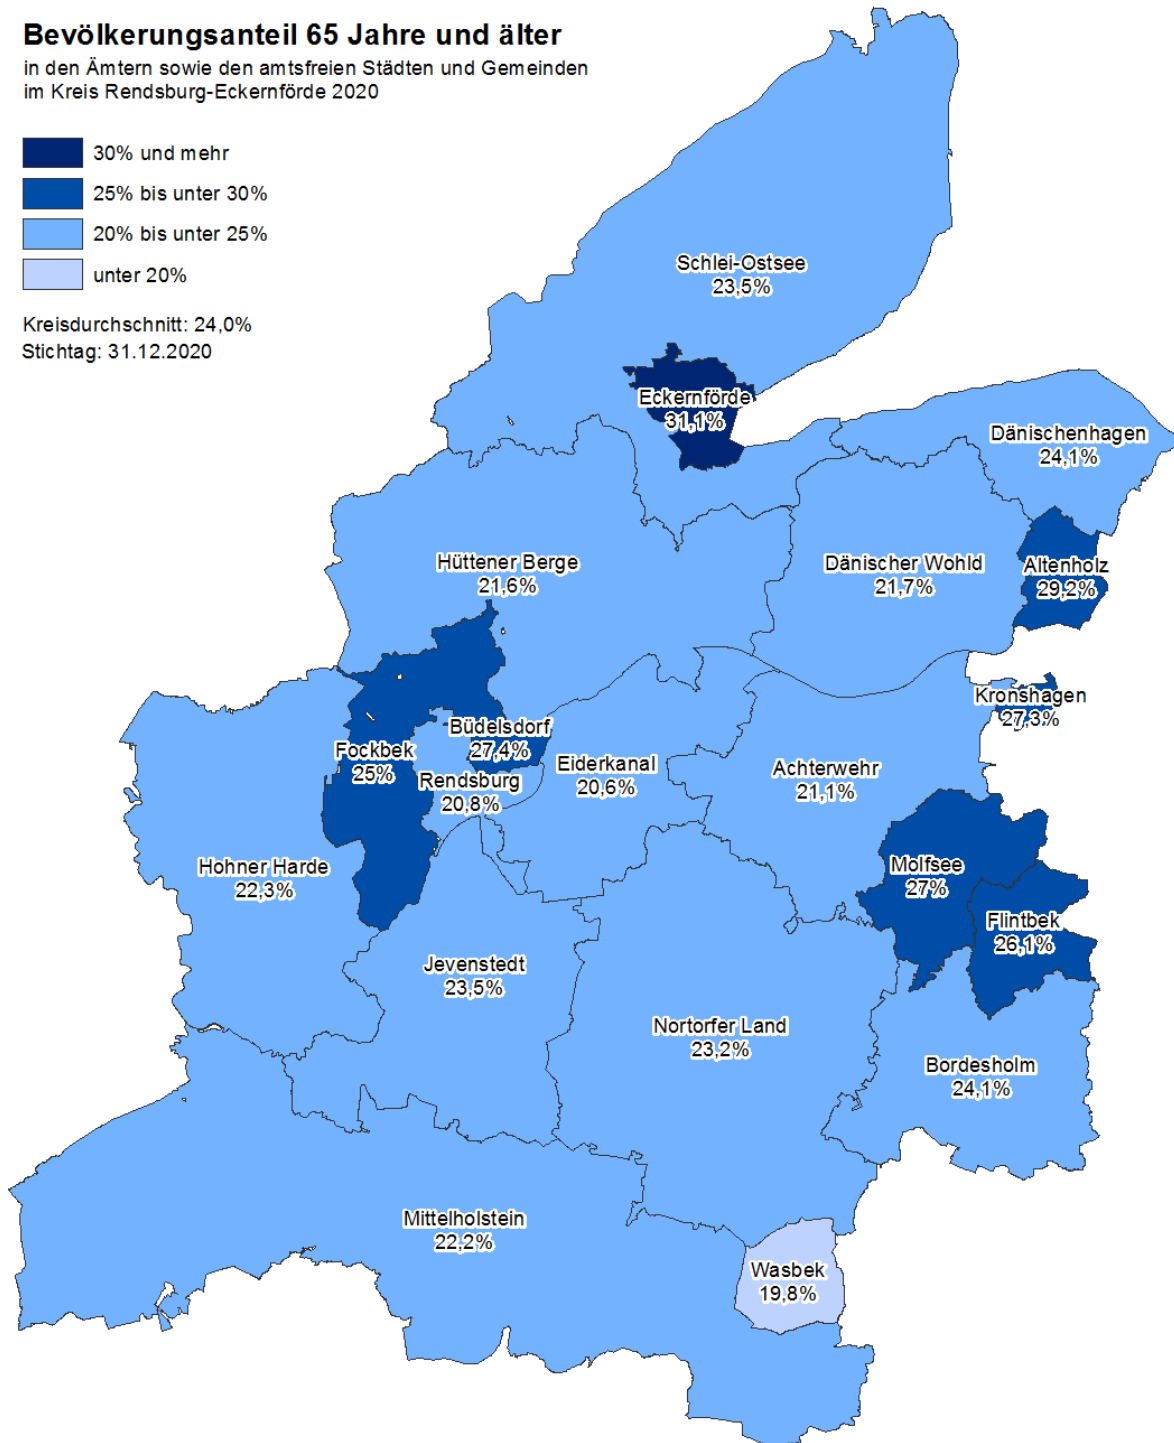 Bevölkerungsanteil 65 Jahre und älter
in den Ämtern sowie den amtsfreien Städten und Gemeinden
im Kreis Rendsburg-Eckernförde 2020
30% und mehr
25% bis unter 30%
20% bis unter 25%
unter 20%
Kreisdurchschnitt: 24,0%
Stichtag: 31.12.2020
Schlei-Ostsee
23,5%
Eckernförde
31,1%
Dänischenhagen
24,1%
Hüttener Berge
21,6%
Dänischer Wohld
21,7%
Altenholz
29,2%
Kronshagen
27,3%
Büdelsdorf
27,4%
Fockbek
25%
Rendsburg
20,8%
Eiderkanal
20,6%
Achterwehr
21,1%
Hohner Harde
22,3%
Molfsee
27%
Flintbek
26,1%
Jevenstedt
23,5%
Nortorfer Land
23,2%
Bordesholm
24,1%
Mittelholstein
22,2%
Wasbek
19,8%